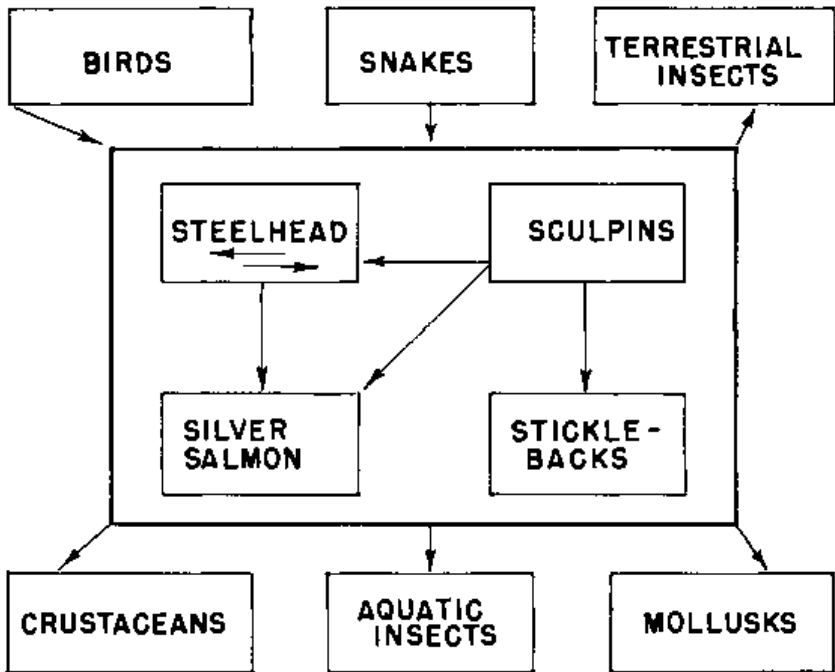 BIRDS
SNAKES
TERRESTRIAL
INSECTS
STEELHEAD
SCULPINS
SILVER
SALMON
STICKLE-
BACKS
CRUSTACEANS
AQUATIC
INSECTS
MOLLUSKS